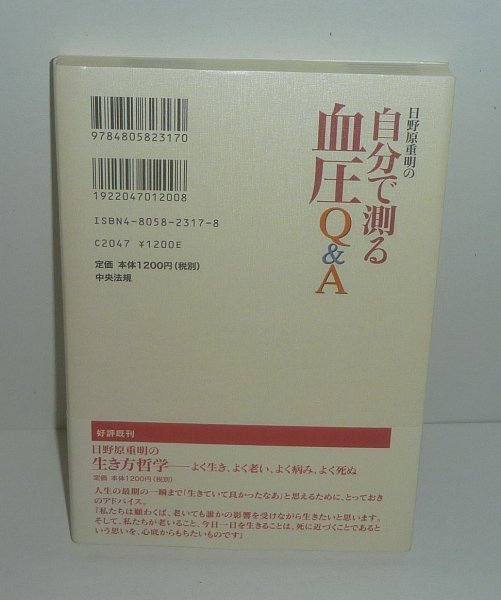 日野原重明の
自分で測る
血圧
Q&A
9784805823170
1922047012008
ISBN4-8058-2317-8
C2047 ¥1200E
定価 本体1200円(税別)
中央法規
好評既刊
日野原重明の
生き方哲学──よく生き、よく老い、よく病み、よく死ぬ
定価 本体1200円(税別)
人生の最期の一瞬まで「生きていて良かったなあ」と思えるために、とっておき
のアドバイス。
『私たちは願わくば、老いても誰かの影響を受けながら生きたいと思います。
そして、私たちが老いること、今日一日を生きることは、死に近づくことであると
いう思いを、心底からもちたいものです』